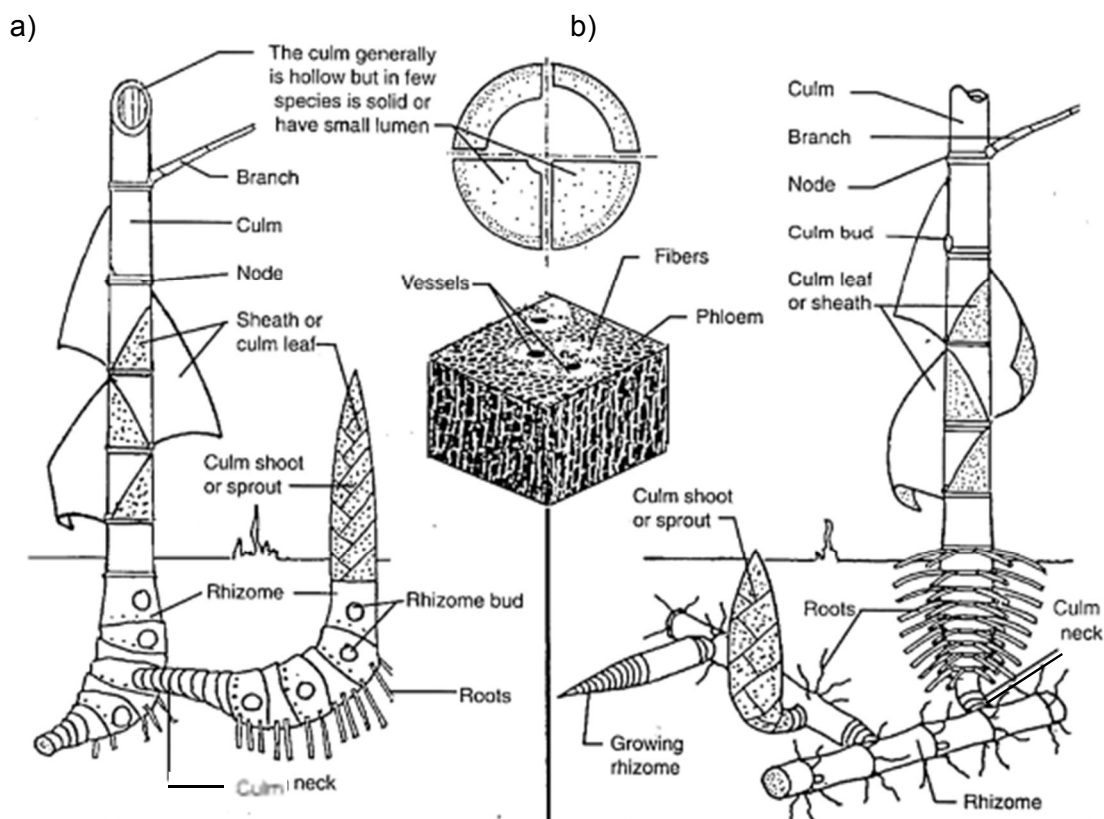 a)
b)
The culm generally
is hollow but in few
species is solid or
have small lumen
Branch
Culm
Node
Sheath or
culm leaf
Culm shoot
or sprout
Rhizome
Rhizome bud
Roots
Culm neck
Vessels
Fibers
Phloem
Culm
Branch
Node
Culm bud
Culm leaf
or sheath
Culm shoot
or sprout
Roots
Culm
neck
Growing
rhizome
Rhizome